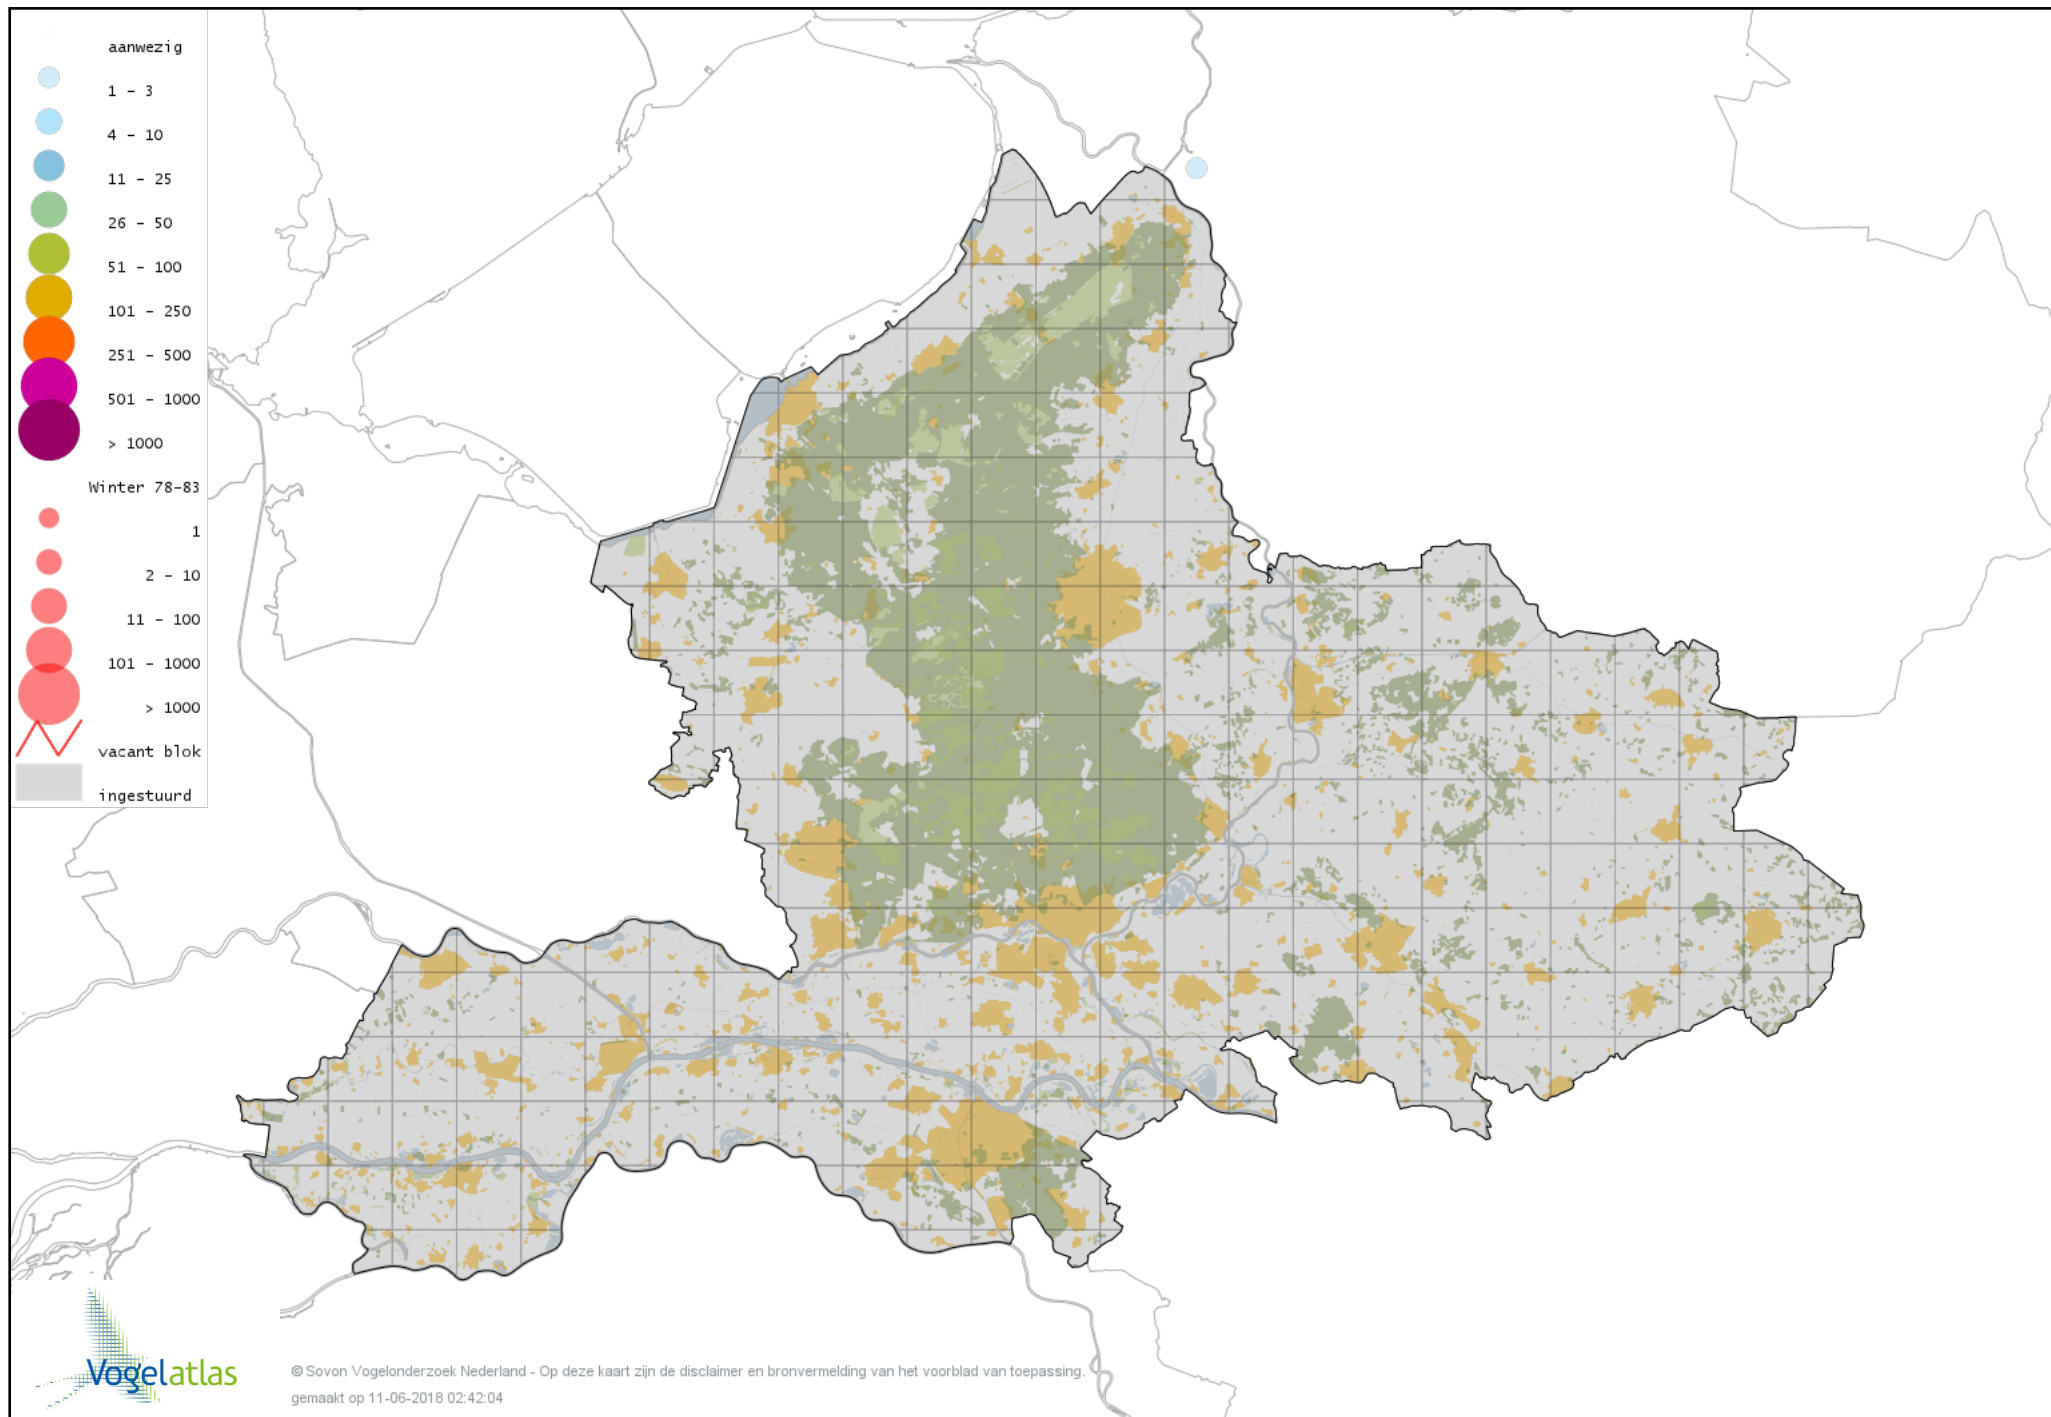 aanwezig
1 - 3
4 - 10
11 - 25
26 - 50
51 - 100
101 - 250
251 - 500
501 - 1000
> 1000
Winter 78-83
1
2 - 10
11 - 100
101 - 1000
> 1000
vacant blok
ingestuurd
Vogelatlas
© Sovon Vogelonderzoek Nederland - Op deze kaart zijn de disclaimer en bronvermelding van het voorblad van toepassing.
gemaakt op 11-06-2018 02:42:04